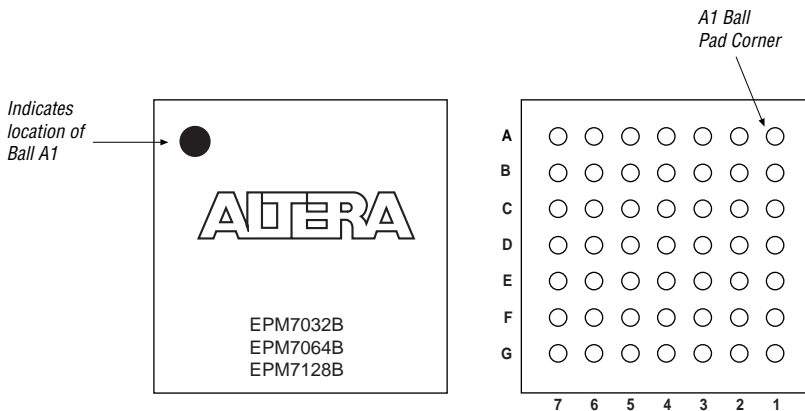 A1 Ball
Pad Corner
Indicates
location of
Ball A1
ALTERA
EPM7032B
EPM7064B
EPM7128B
A
B
C
D
E
F
G
7 6 5 4 3 2 1